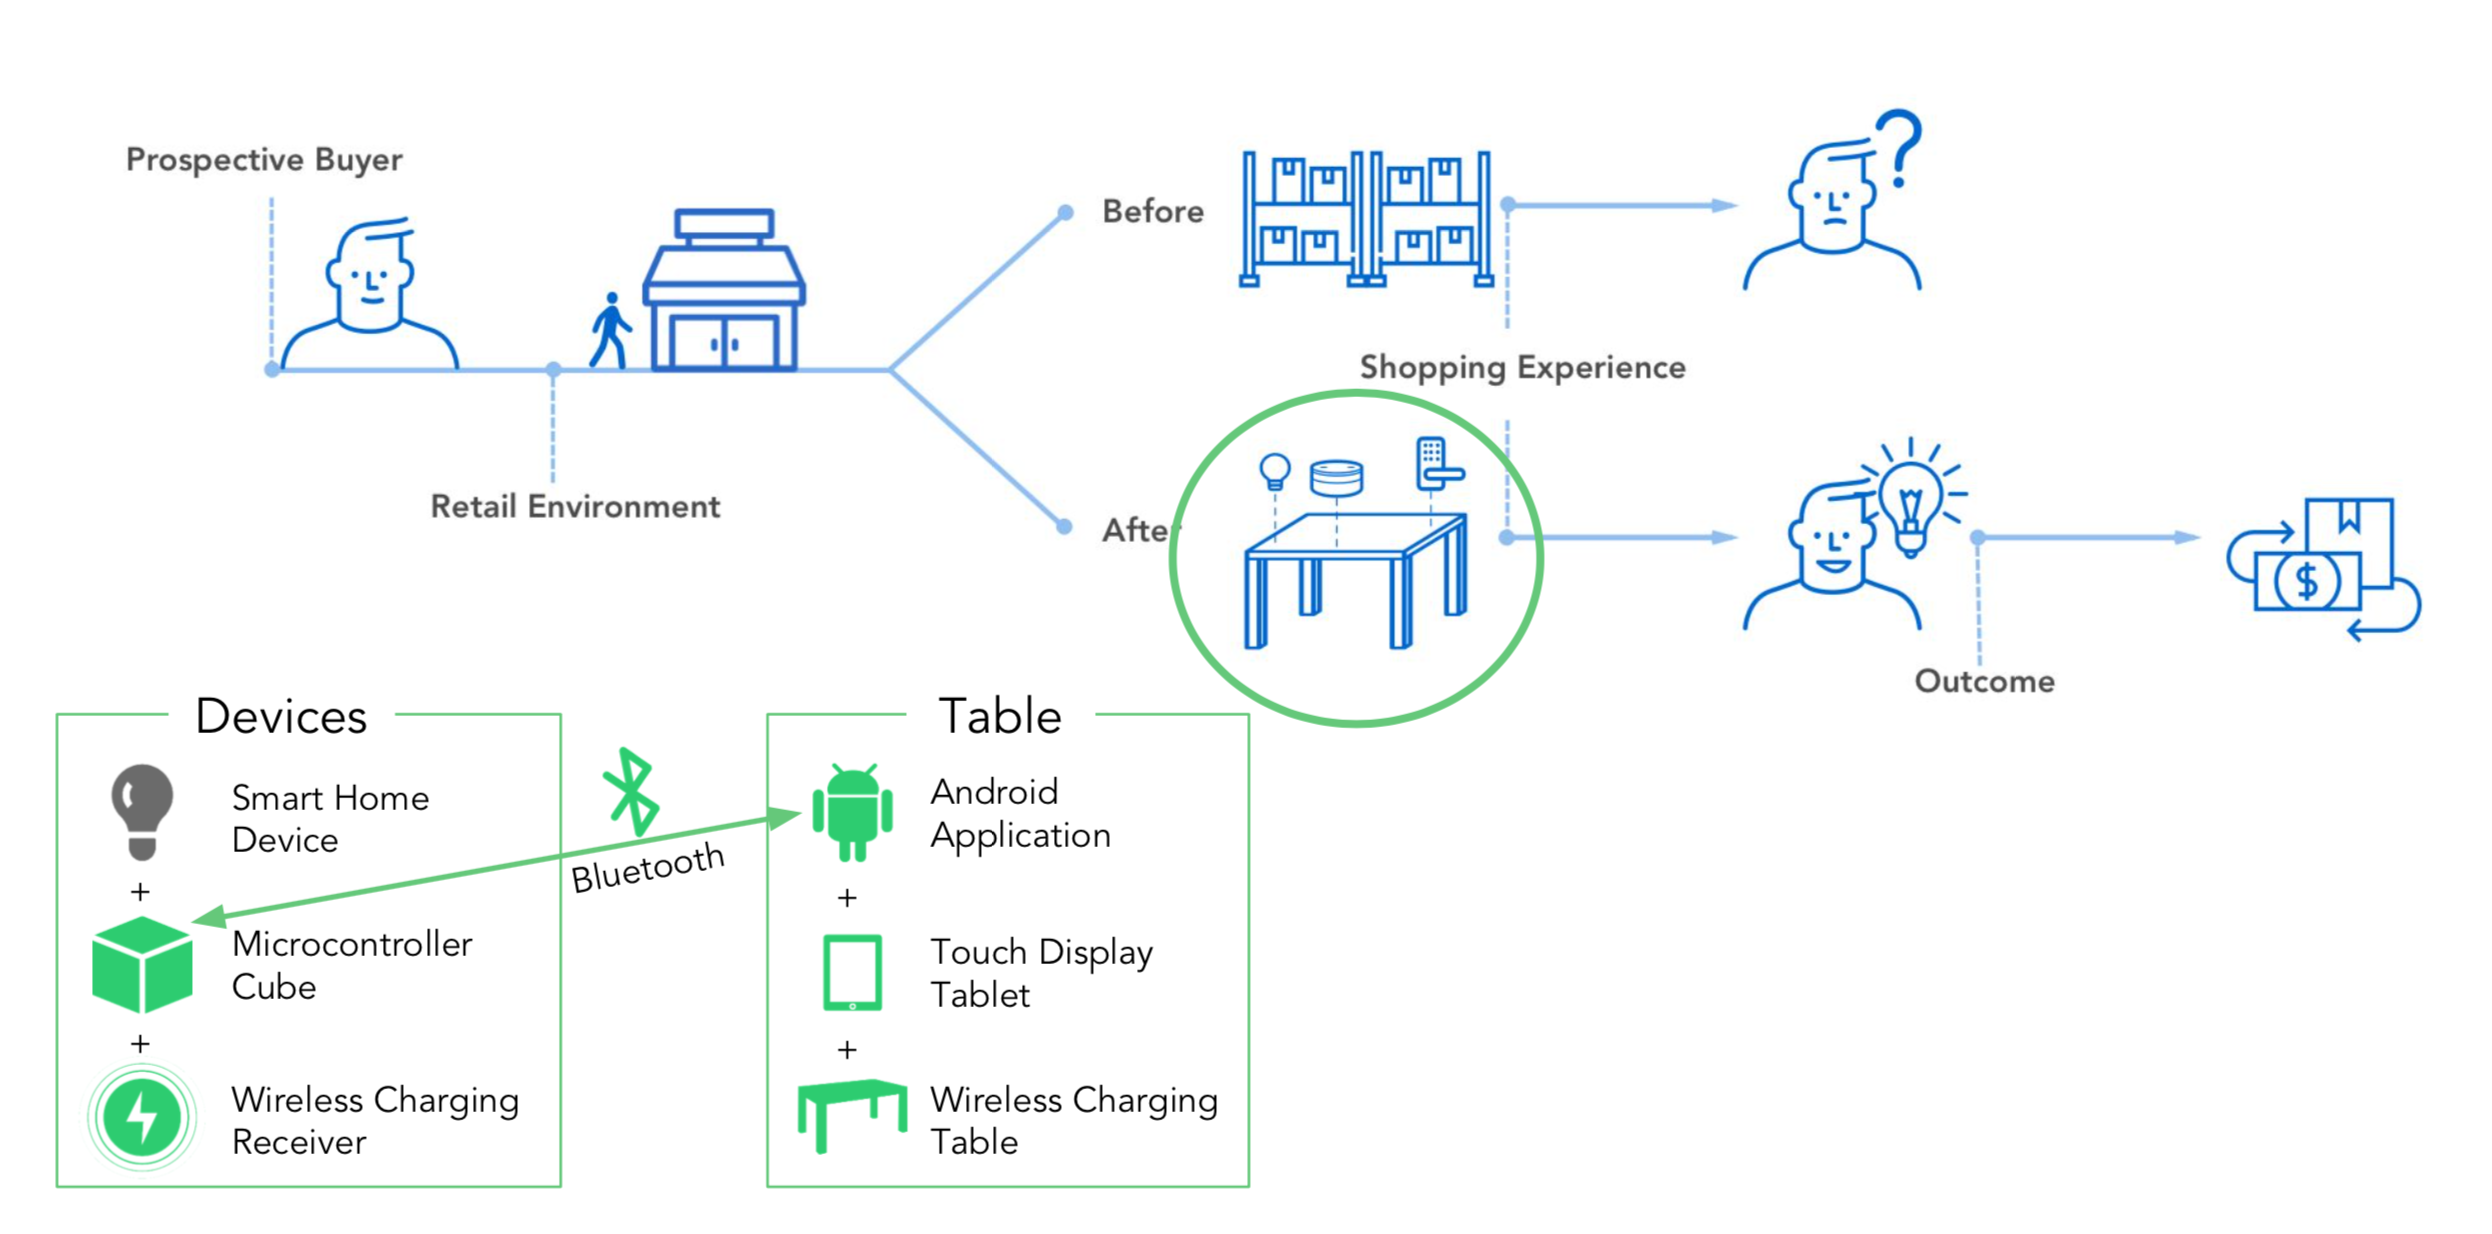 Prospective Buyer
Before
Shopping Experience
Retail Environment
After
Outcome
Devices
Smart Home
Device
+
Microcontroller
Cube
+
Wireless Charging
Receiver
Bluetooth
Table
Android
Application
+
Touch Display
Tablet
+
Wireless Charging
Table
$
?